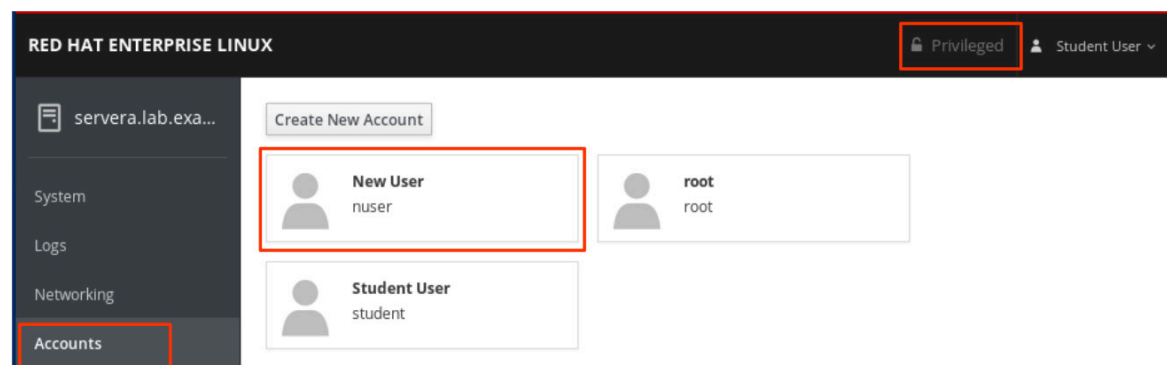 RED HAT ENTERPRISE LINUX
Privileged
Student User
servera.lab.exa...
System
Logs
Networking
Accounts
Create New Account
New User
nuser
root
root
Student User
student